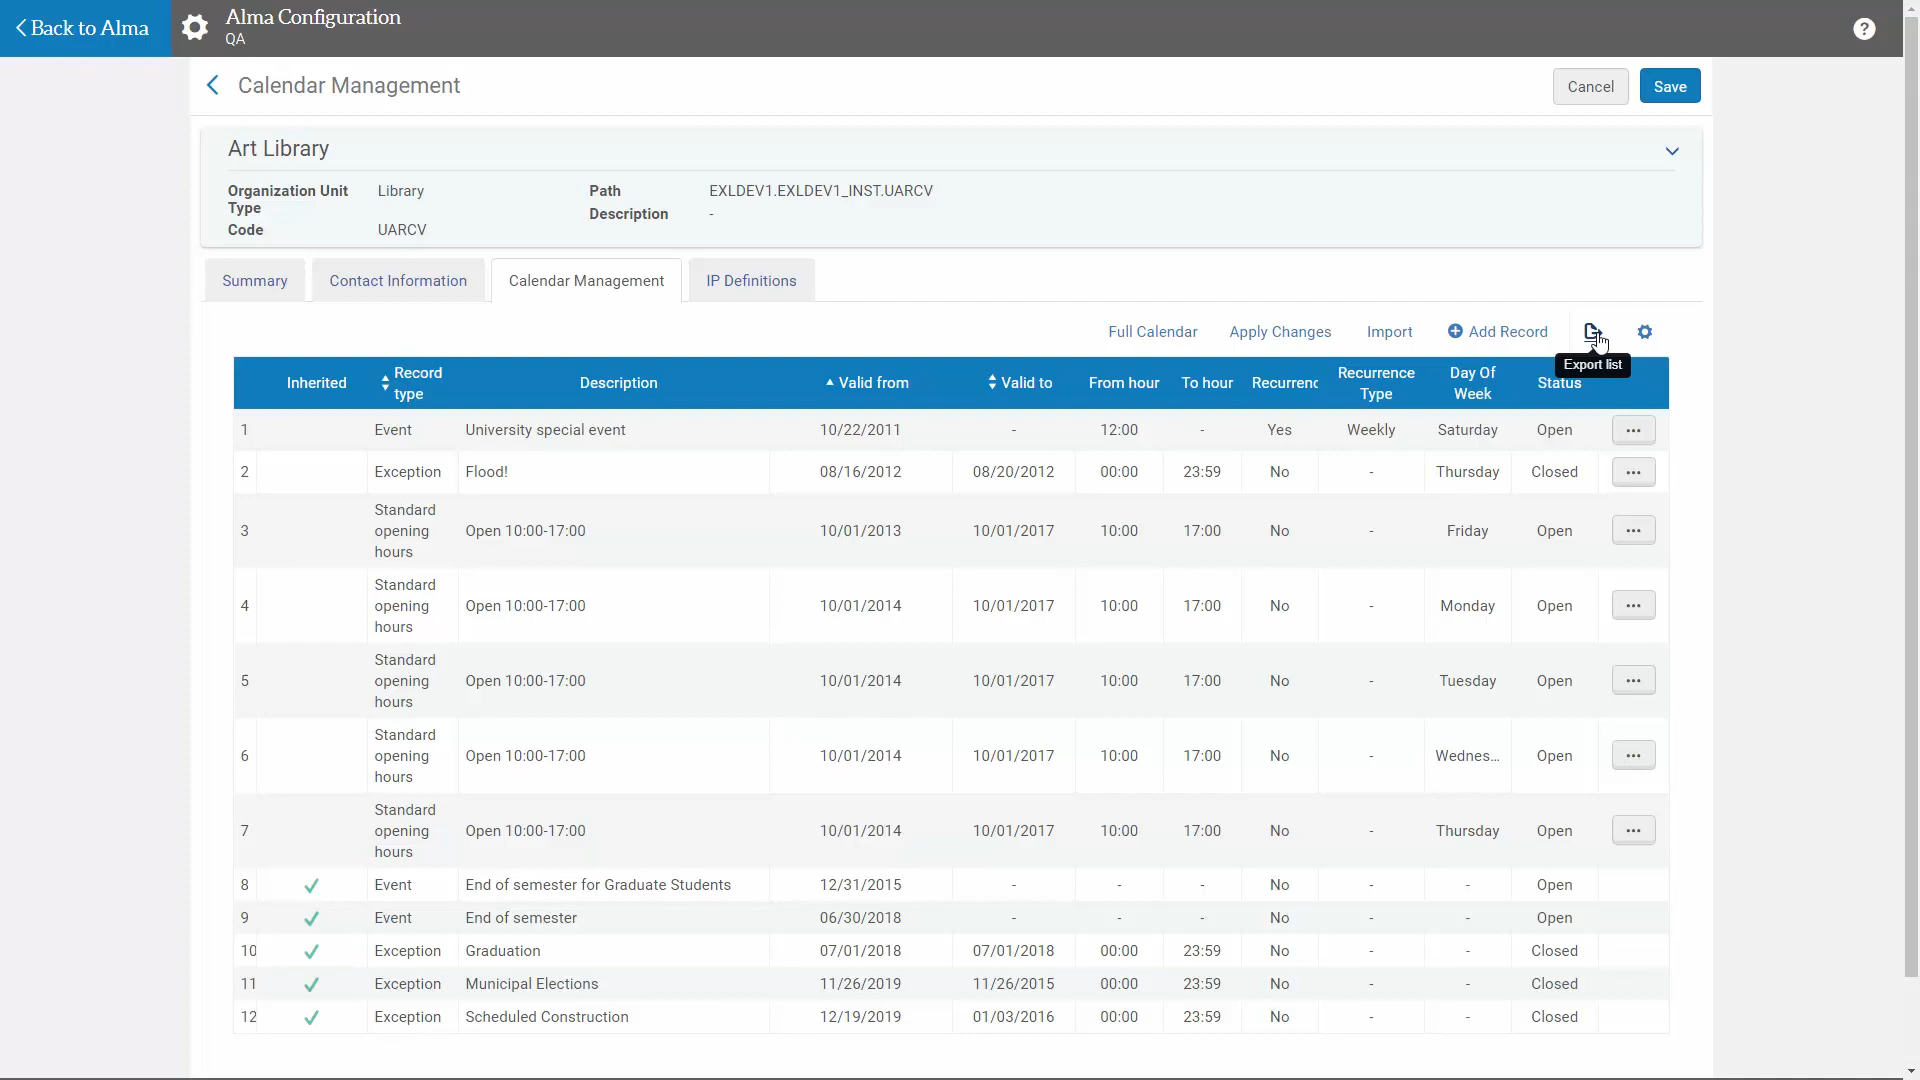 Back to Alma
Alma Configuration
QA
?
Calendar Management
Cancel
Save
Art Library
Organization Unit Type Library Path EXLDEV1.EXLDEV1_INST.UARCV
Description -
Code UARCV
Summary Contact Information Calendar Management IP Definitions
Full Calendar Apply Changes Import Add Record
Export list
Inherited Record type Description Valid from Valid to From hour To hour Recurrenc Recurrence Type Day Of Week Status
1 Event University special event 10/22/2011 - 12:00 - Yes Weekly Saturday Open ...
2 Exception Flood! 08/16/2012 08/20/2012 00:00 23:59 No - Thursday Closed ...
3 Standard opening hours Open 10:00-17:00 10/01/2013 10/01/2017 10:00 17:00 No - Friday Open ...
4 Standard opening hours Open 10:00-17:00 10/01/2014 10/01/2017 10:00 17:00 No - Monday Open ...
5 Standard opening hours Open 10:00-17:00 10/01/2014 10/01/2017 10:00 17:00 No - Tuesday Open ...
6 Standard opening hours Open 10:00-17:00 10/01/2014 10/01/2017 10:00 17:00 No - Wednes... Open ...
7 Standard opening hours Open 10:00-17:00 10/01/2014 10/01/2017 10:00 17:00 No - Thursday Open ...
8 Event End of semester for Graduate Students 12/31/2015 - - - No - - Open
9 Event End of semester 06/30/2018 - - - No - - Open
10 Exception Graduation 07/01/2018 07/01/2018 00:00 23:59 No - - Closed
11 Exception Municipal Elections 11/26/2019 11/26/2015 00:00 23:59 No - - Closed
12 Exception Scheduled Construction 12/19/2019 01/03/2016 00:00 23:59 No - - Closed